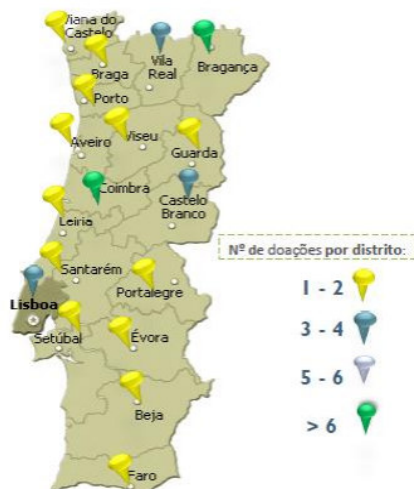 Viana do
Castelo
Braga
Vila
Real
Bragança
Porto
Aveiro
Viseu
Guarda
Coimbra
Castelo
Branco
Leiria
Nº de doações por distrito:
Santarém
Portalegre
1 - 2
Lisboa
3 - 4
Setúbal
Évora
5 - 6
Beja
> 6
Faro